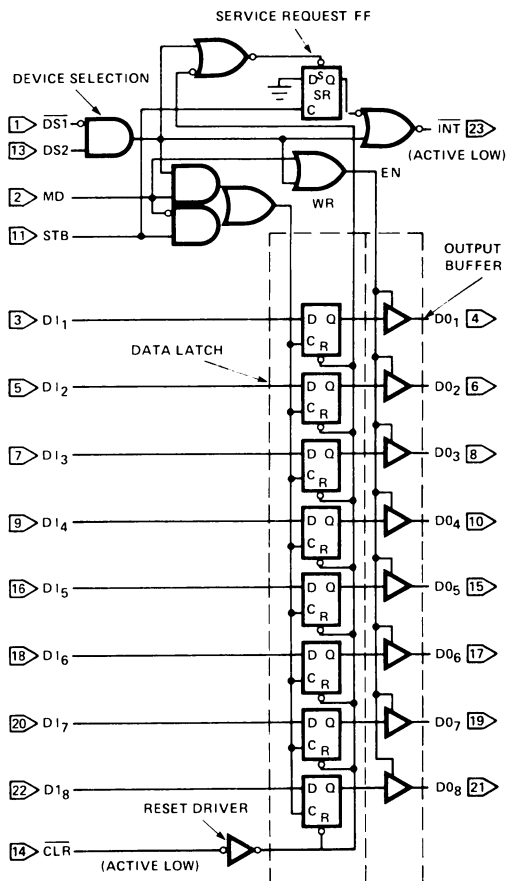 SERVICE REQUEST FF
DEVICE SELECTION
D S Q
SR
C
1 DS1
13 DS2
INT 23
(ACTIVE LOW)
2 MD
EN
WR
11 STB
OUTPUT
BUFFER
3 DI1
D Q
C R
DO1 4
DATA LATCH
5 DI2
D Q
C R
DO2 6
7 DI3
D Q
C R
DO3 8
9 DI4
D Q
C R
DO4 10
16 DI5
D Q
C R
DO5 15
18 DI6
D Q
C R
DO6 17
20 DI7
D Q
C R
DO7 19
22 D18
D Q
C R
DO8 21
RESET DRIVER
14 CLR
(ACTIVE LOW)